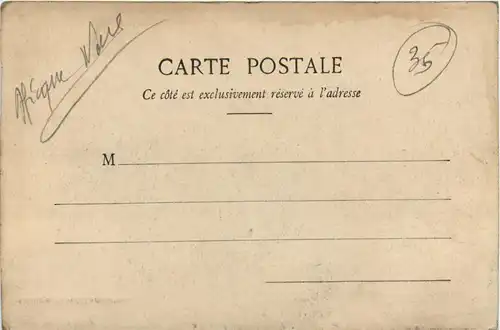 Afrique Noire
35
CARTE POSTALE
Ce côté est exclusivement réservé à l'adresse
M